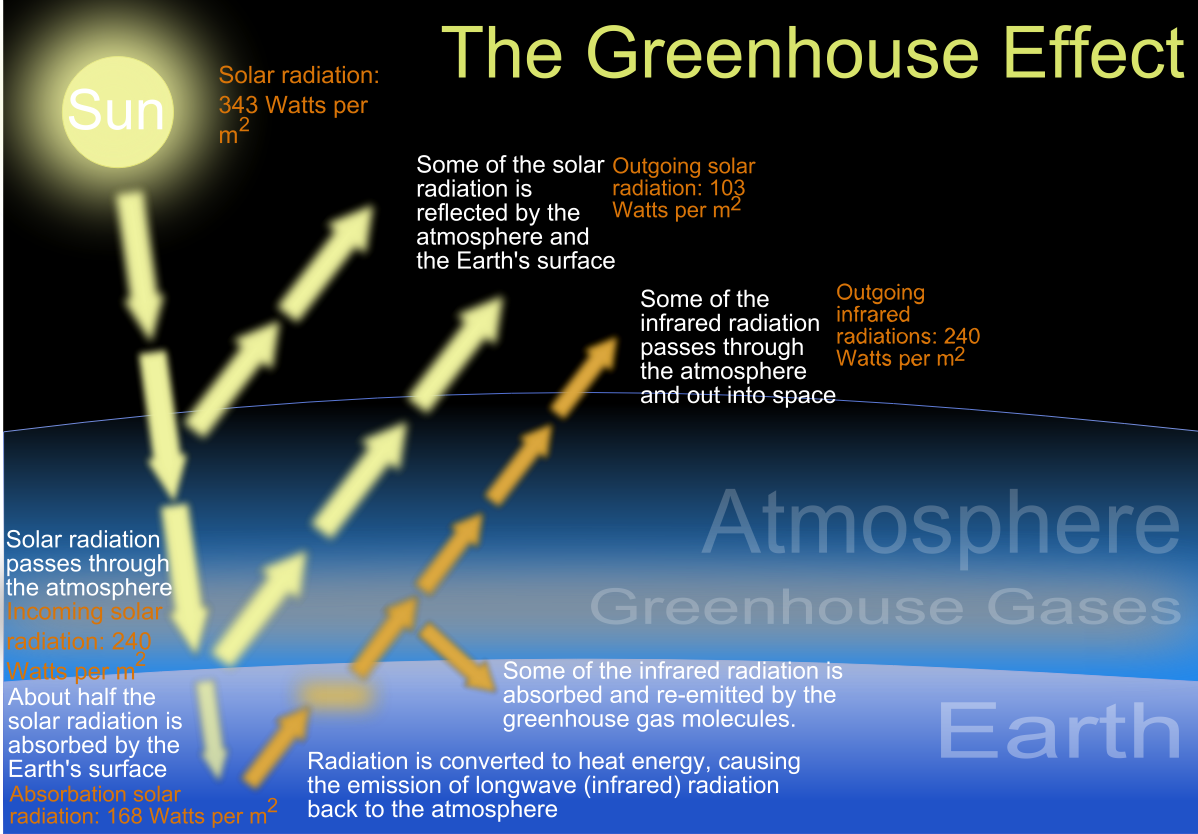 The Greenhouse Effect
Sun
Solar radiation:
343 Watts per
m2
Some of the solar
radiation is
reflected by the
atmosphere and
the Earth's surface
Outgoing solar
radiation: 103
Watts per m2
Some of the
infrared radiation
passes through
the atmosphere
and out into space
Outgoing
infrared
radiations: 240
Watts per m2
Atmosphere
Greenhouse Gases
Solar radiation
passes through
the atmosphere
Incoming solar
radiation: 240
Watts per m2
About half the
solar radiation is
absorbed by the
Earth's surface
Absorbation solar
radiation: 168 Watts per m2
Some of the infrared radiation is
absorbed and re-emitted by the
greenhouse gas molecules.
Earth
Radiation is converted to heat energy, causing
the emission of longwave (infrared) radiation
back to the atmosphere